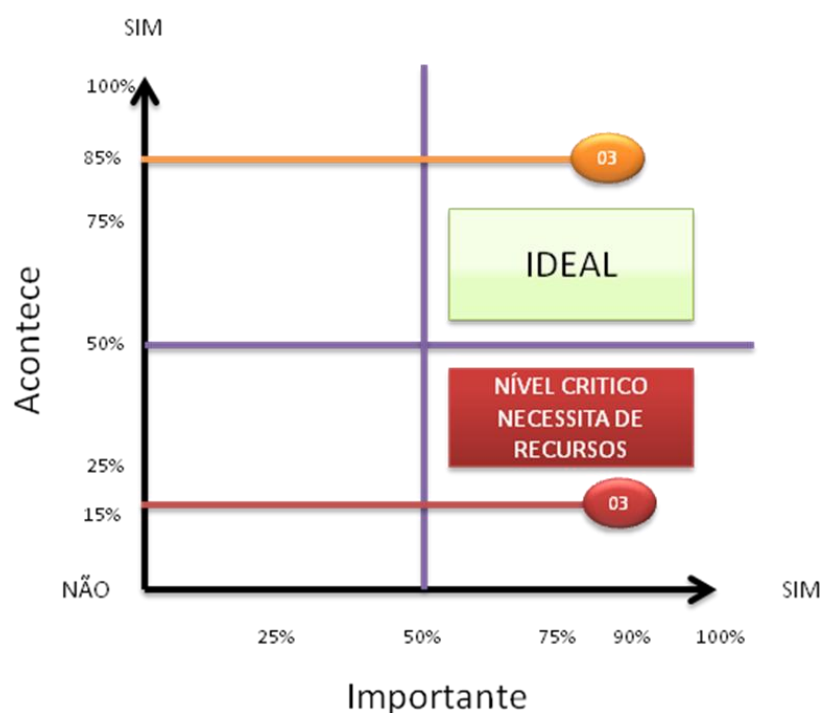 SIM
100%
85%
03
75%
IDEAL
Acontece
50%
NÍVEL CRITICO
NECESSITA DE
RECURSOS
25%
15%
03
NÃO
SIM
25%
50%
75%
90%
100%
Importante